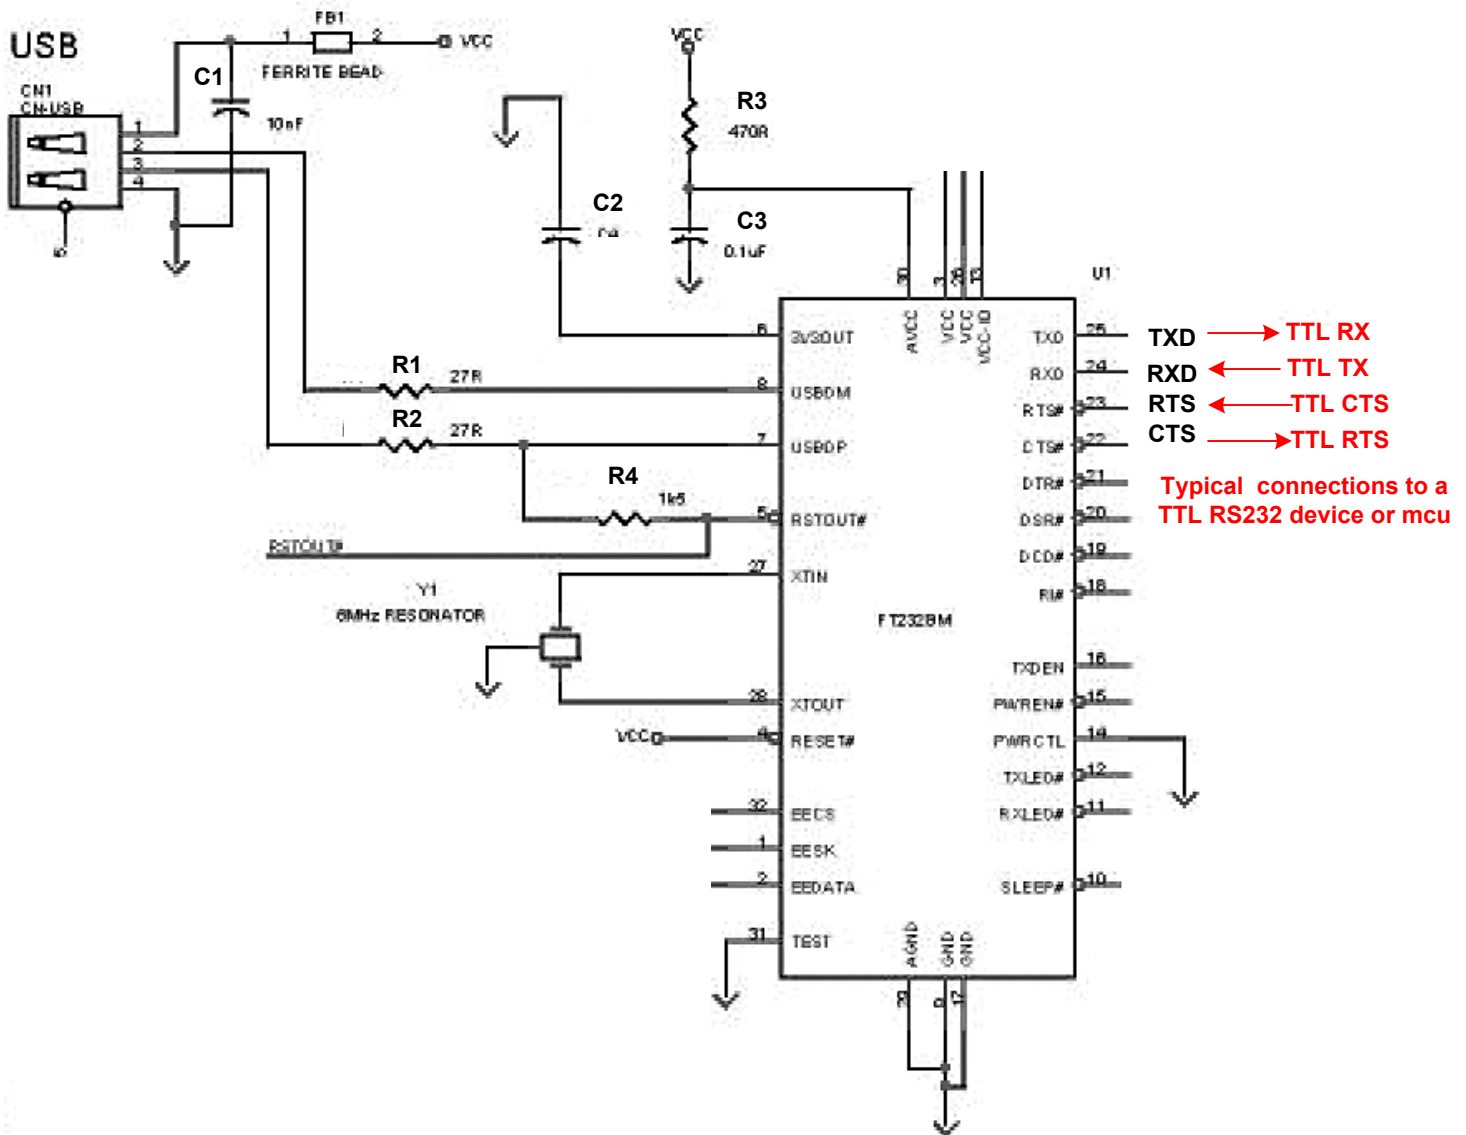 USB
CN1
CN-USB
1
2
3
4
5
C1
10nF
FB1
1
2
VCC
FERRITE BEAD
C2
VCC
R3
470R
C3
0.1uF
R1
27R
R2
27R
R4
1k5
RSTOUT#
Y1
6MHz RESONATOR
VCC
U1
FT232BM
30
3
26
13
AVCC
VCC
VCC
VCC-IO
6 3V3OUT
8 USBDM
7 USBDP
5 RSTOUT#
27 XTIN
28 XTOUT
4 RESET#
32 EECS
1 EESK
2 EEDATA
31 TEST
TXD 25
RXD 24
RTS# 23
CTS# 22
DTR# 21
DSR# 20
DCD# 19
RI# 18
TXDEN 16
PWREN# 15
PWRCTL 14
TXLED# 12
RXLED# 11
SLEEP# 10
AGND
GND
GND
29
9
17
TXD TTL RX
RXD TTL TX
RTS TTL CTS
CTS TTL RTS
Typical connections to a
TTL RS232 device or mcu